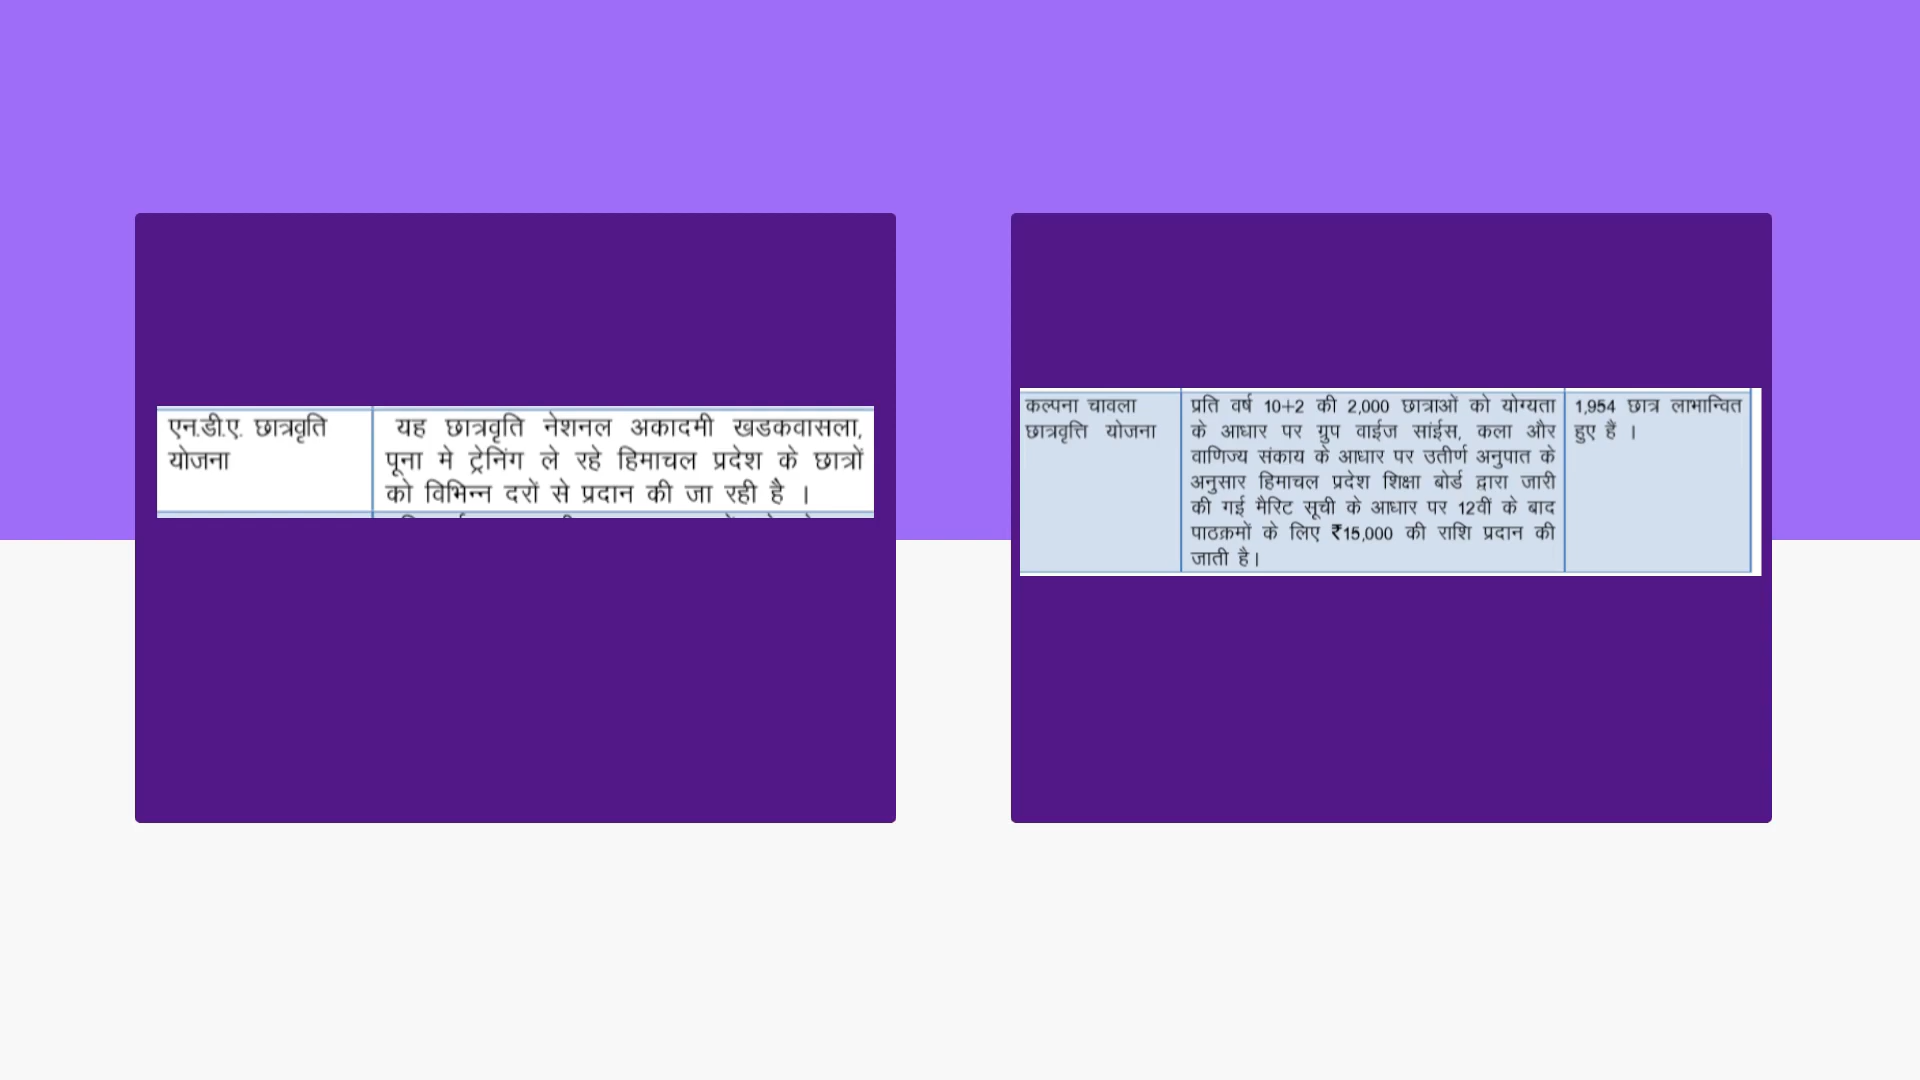 एन.डी.ए. छात्रवृति
योजना
यह छात्रवृति नेशनल अकादमी खडकवासला,
पूना मे ट्रेनिंग ले रहे हिमाचल प्रदेश के छात्रों
को विभिन्न दरों से प्रदान की जा रही है ।
कल्पना चावला
छात्रवृत्ति योजना
प्रति वर्ष 10+2 की 2,000 छात्राओं को योग्यता
के आधार पर ग्रुप वाईज सांईस, कला और
वाणिज्य संकाय के आधार पर उतीर्ण अनुपात के
अनुसार हिमाचल प्रदेश शिक्षा बोर्ड द्वारा जारी
की गई मैरिट सूची के आधार पर 12वीं के बाद
पाठक्रमों के लिए ₹15,000 की राशि प्रदान की
जाती है।
1,954 छात्र लाभान्वित
हुए हैं ।